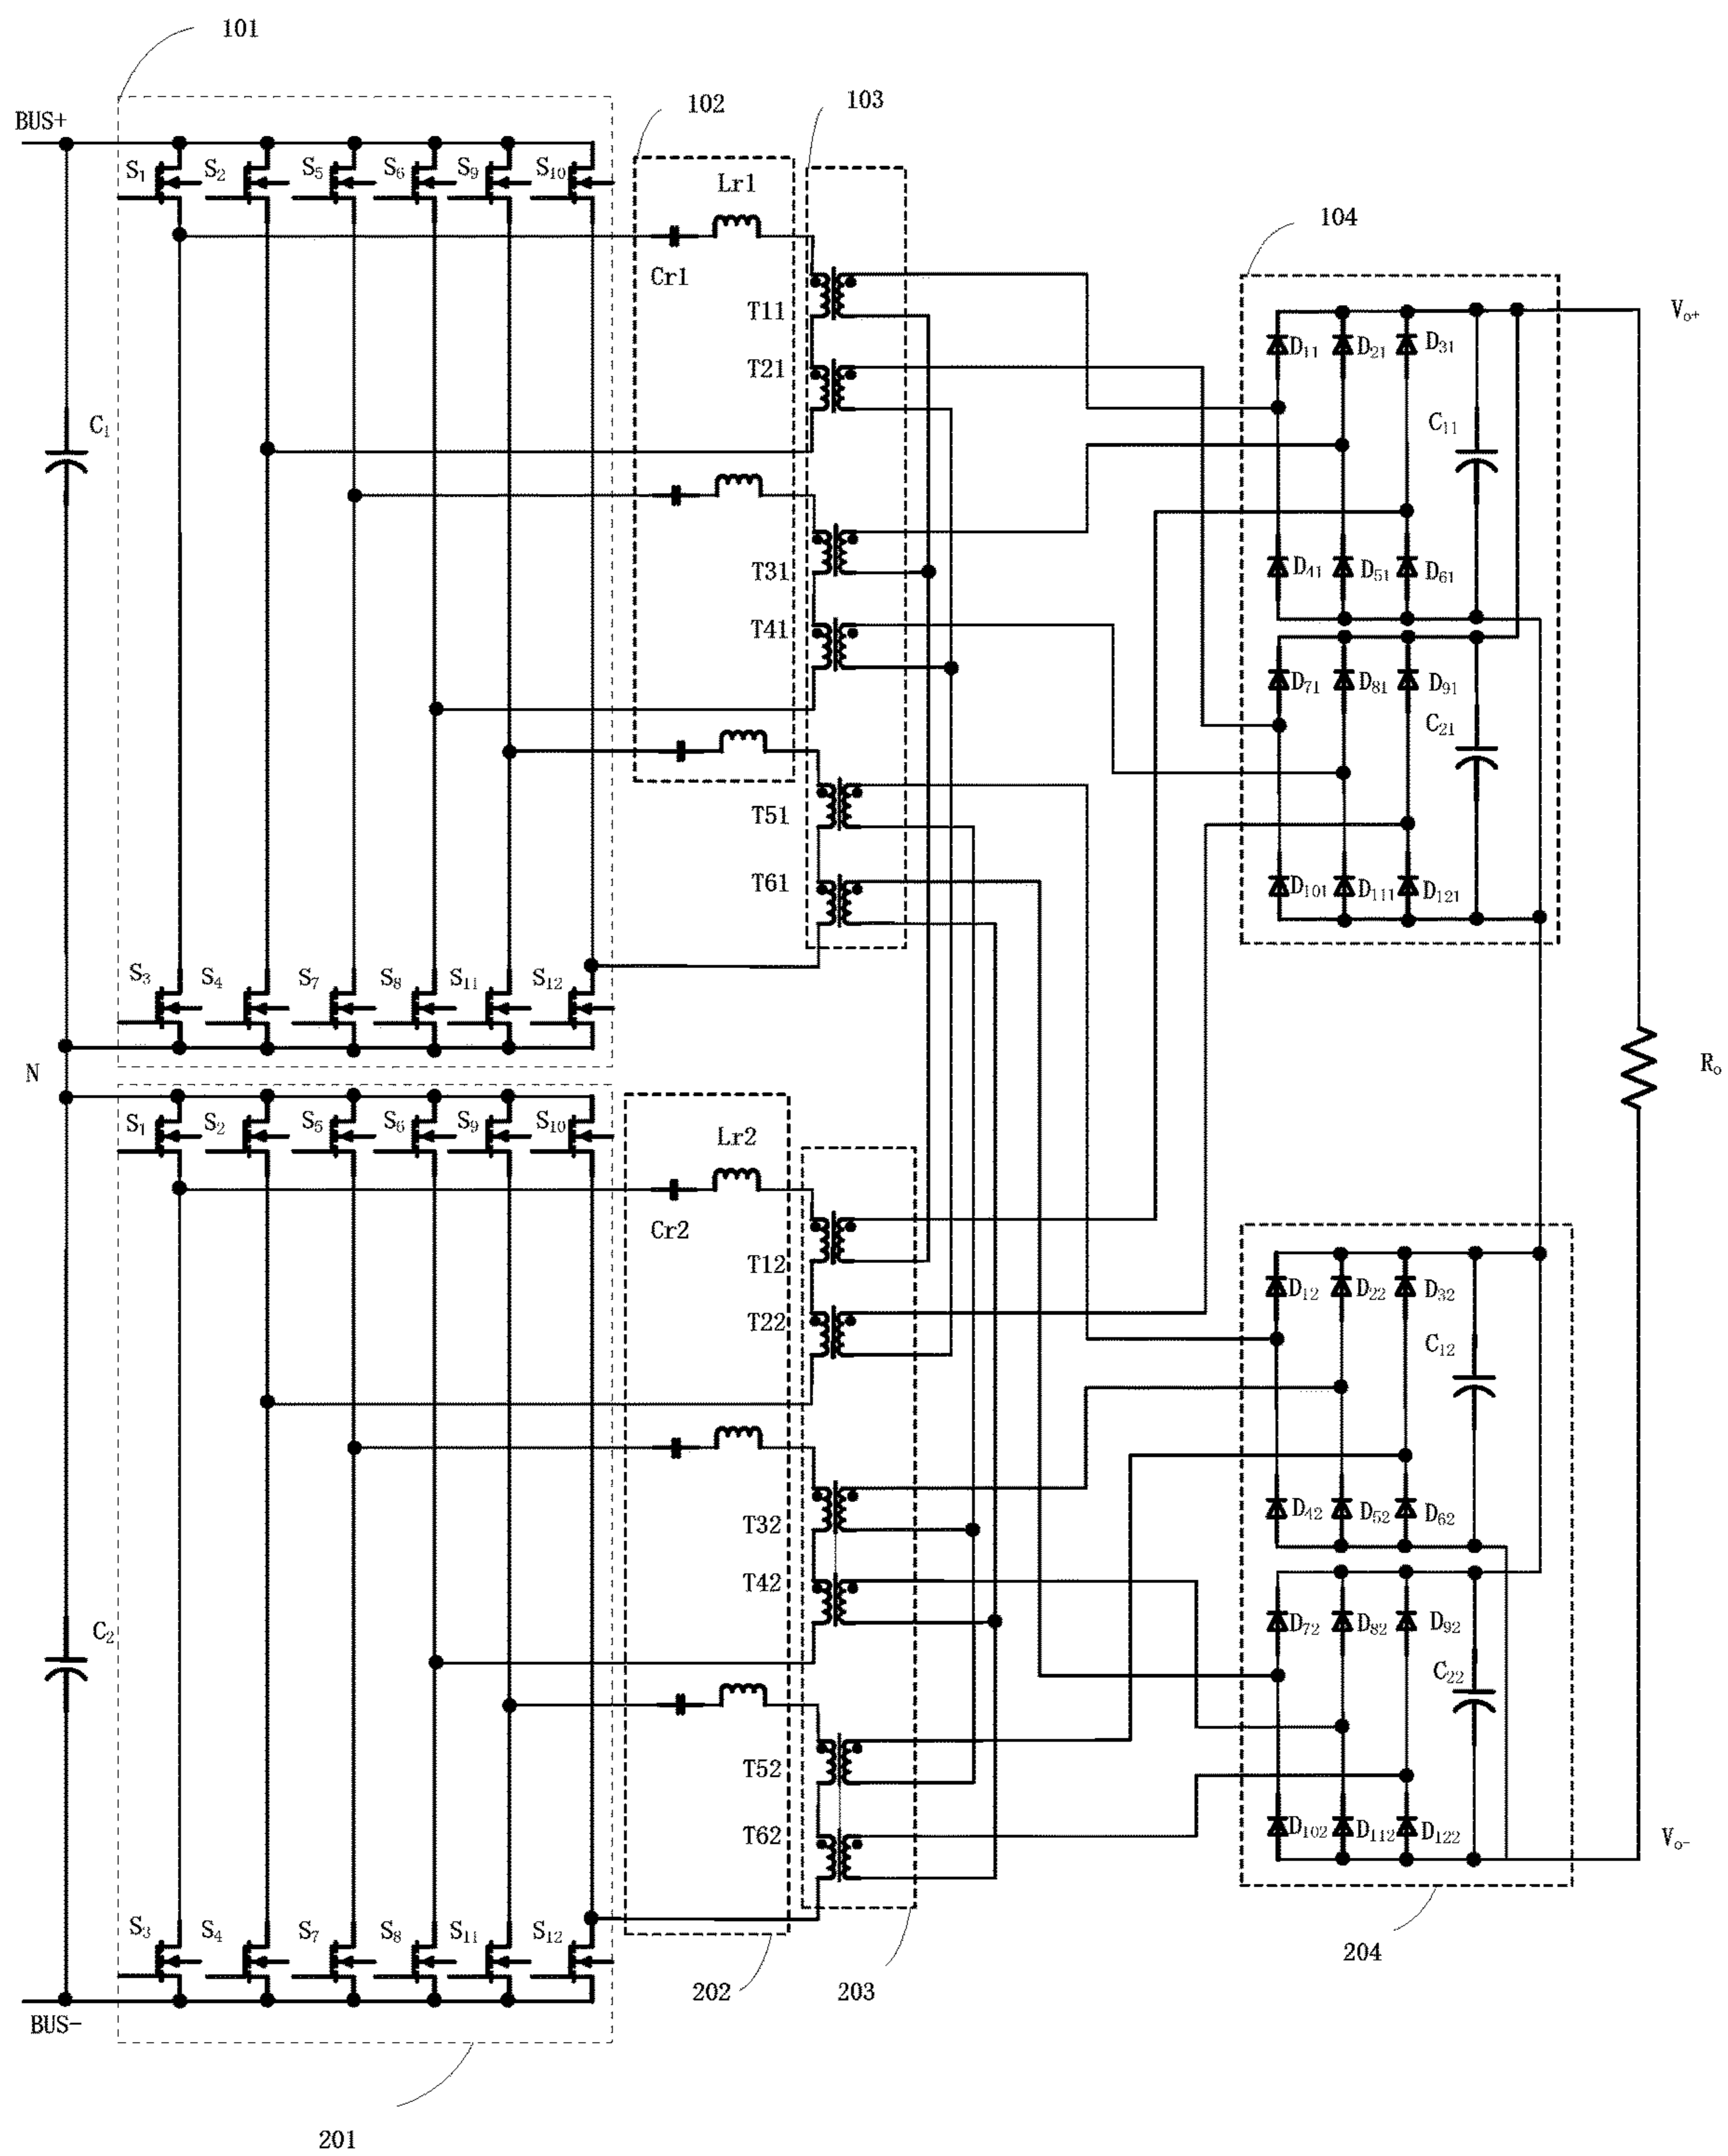 101
BUS+
102
103
S₁ S₂ S₅ S₆ S₉ S₁₀
Lr1
Cr1
104
T11
V₀₊
D₁₁ D₂₁ D₃₁
T21
C₁
C₁₁
T31
D₄₁ D₅₁ D₆₁
T41
D₇₁ D₈₁ D₉₁
C₂₁
T51
T61
D₁₀₁ D₁₁₁ D₁₂₁
S₃ S₄ S₇ S₈ S₁₁ S₁₂
N
R₀
S₁ S₂ S₅ S₆ S₉ S₁₀
Lr2
Cr2
T12
D₁₂ D₂₂ D₃₂
T22
C₁₂
T32
D₄₂ D₅₂ D₆₂
T42
C₂
D₇₂ D₈₂ D₉₂
C₂₂
T52
T62
D₁₀₂ D₁₁₂ D₁₂₂
V₀₋
S₃ S₄ S₇ S₈ S₁₁ S₁₂
204
202
203
BUS-
201